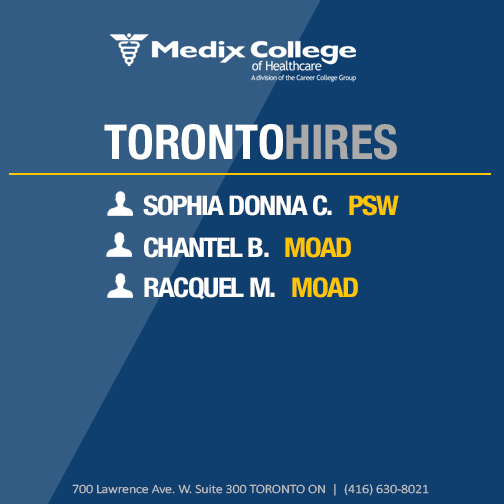 Medix College
of Healthcare
A division of the Career College Group
TORONTOHIRES
SOPHIA DONNA C. PSW
CHANTEL B. MOAD
RACQUEL M. MOAD
700 Lawrence Ave. W. Suite 300 TORONTO ON | (416) 630-8021